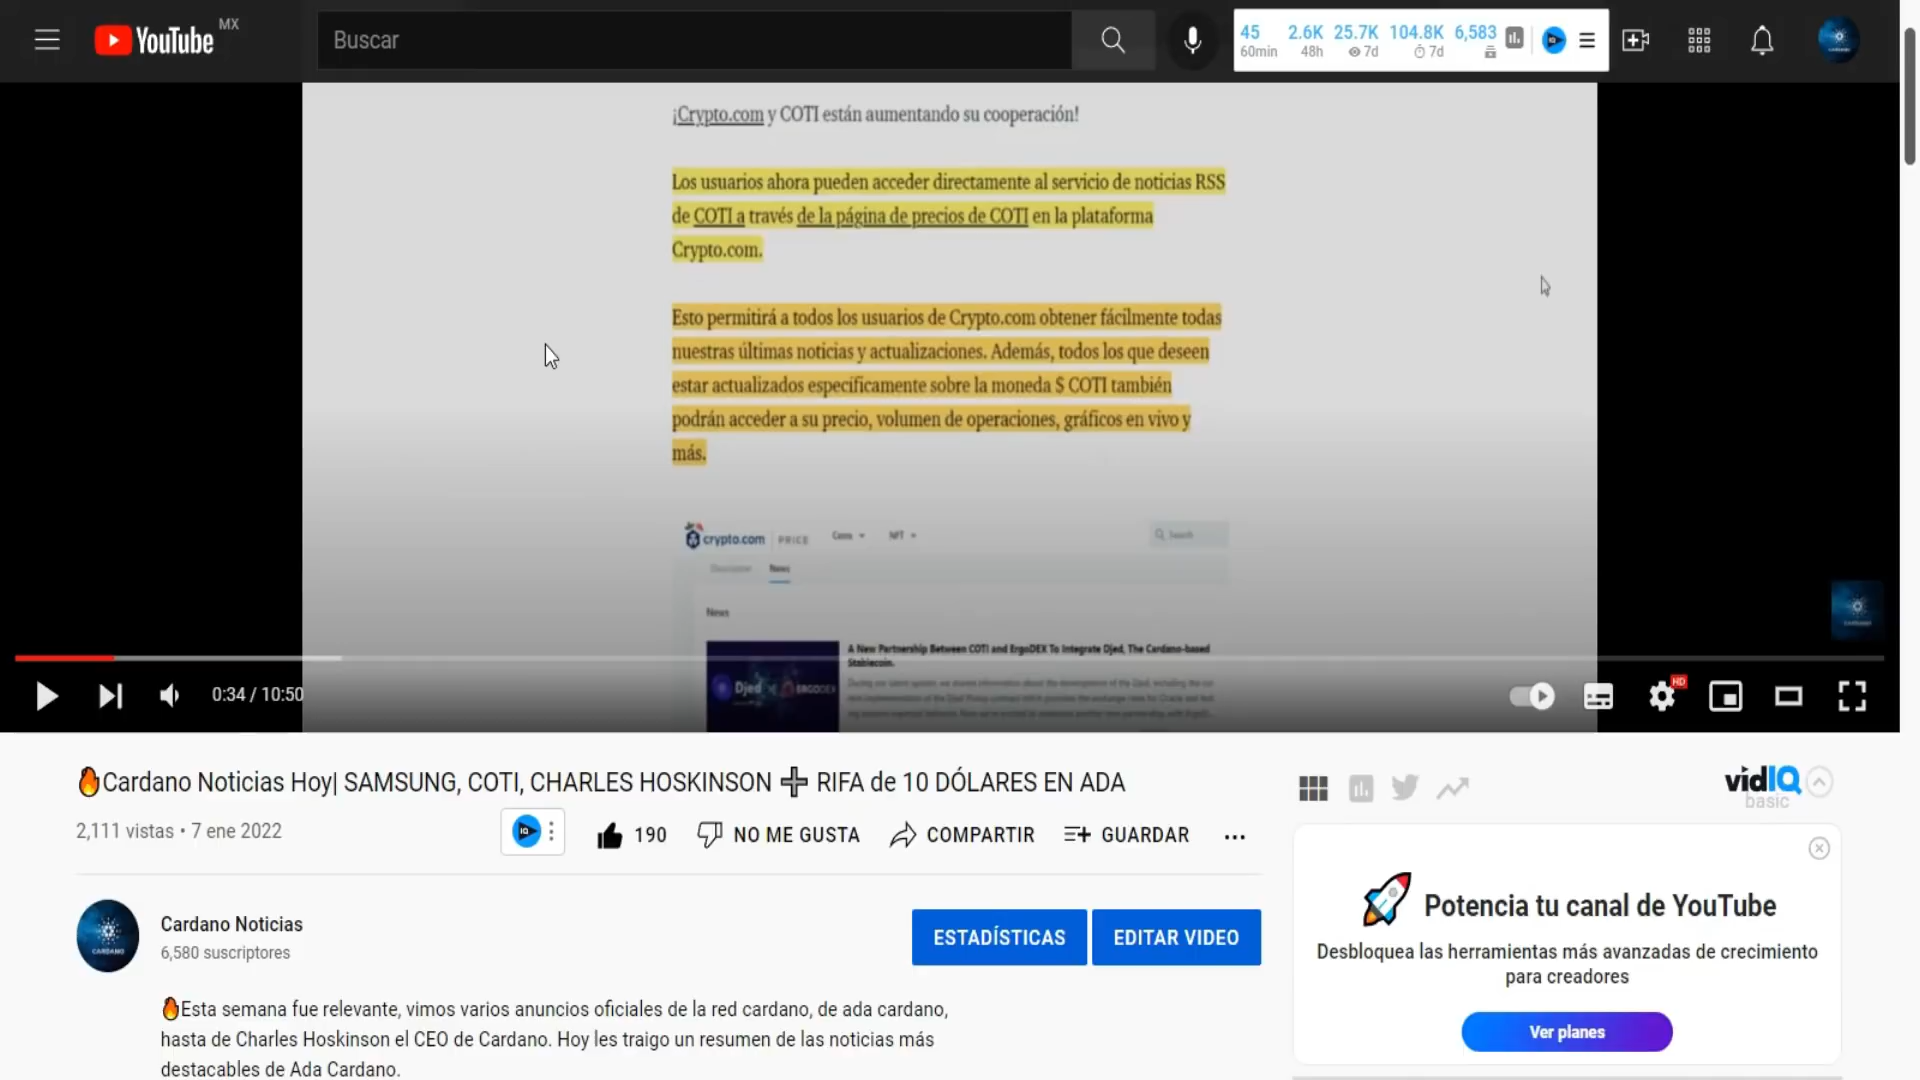 YouTube MX
Buscar
45 2.6K 25.7K 104.8K 6,583
60min 48h 7d 7d
¡Crypto.com y COTI están aumentando su cooperación!
Los usuarios ahora pueden acceder directamente al servicio de noticias RSS
de COTI a través de la página de precios de COTI en la plataforma
Crypto.com.
Esto permitirá a todos los usuarios de Crypto.com obtener fácilmente todas
nuestras últimas noticias y actualizaciones. Además, todos los que deseen
estar actualizados específicamente sobre la moneda $ COTI también
podrán acceder a su precio, volumen de operaciones, gráficos en vivo y
más.
crypto.com PRICE Coins NFT Search
News
News
A New Partnership Between COTI and ErgoDEX To Integrate Djed, The Cardano-based
Stablecoin.
Djed ERGODEX
0:34 / 10:50
HD
🔥Cardano Noticias Hoy| SAMSUNG, COTI, CHARLES HOSKINSON ➕ RIFA de 10 DÓLARES EN ADA
2,111 vistas • 7 ene 2022
190 NO ME GUSTA COMPARTIR GUARDAR ...
Cardano Noticias
6,580 suscriptores
CARDANO
ESTADÍSTICAS EDITAR VIDEO
🔥Esta semana fue relevante, vimos varios anuncios oficiales de la red cardano, de ada cardano,
hasta de Charles Hoskinson el CEO de Cardano. Hoy les traigo un resumen de las noticias más
destacables de Ada Cardano.
vidIQ
basic
Potencia tu canal de YouTube
Desbloquea las herramientas más avanzadas de crecimiento
para creadores
Ver planes